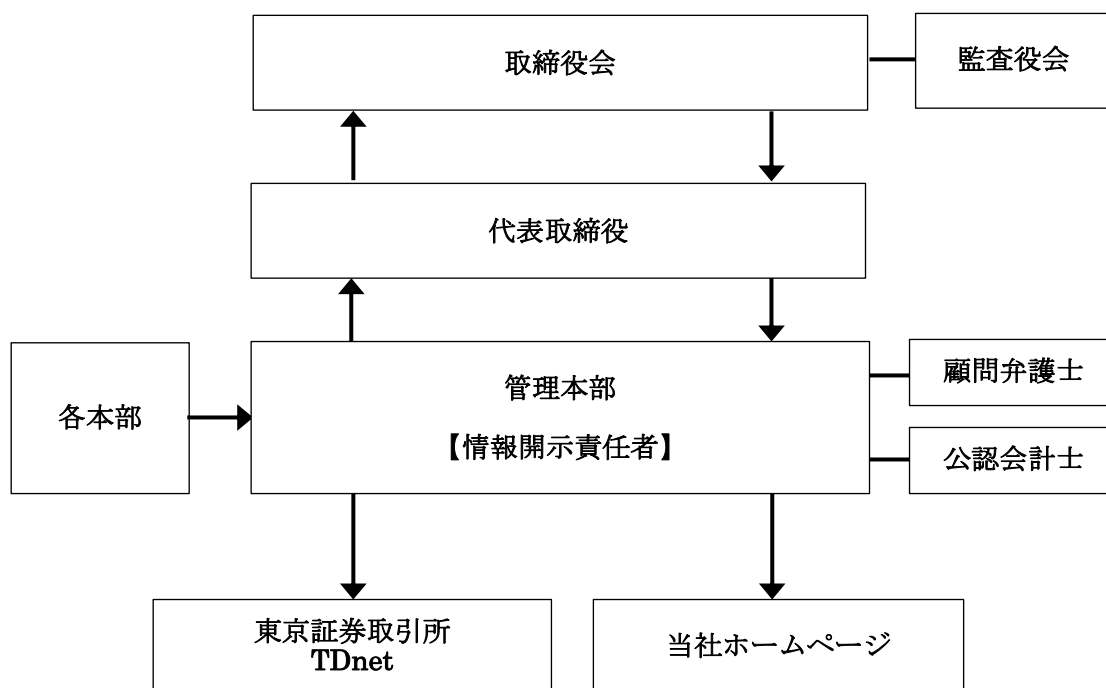 取締役会
監査役会
代表取締役
各本部
管理本部
【情報開示責任者】
顧問弁護士
公認会計士
東京証券取引所
TDnet
当社ホームページ